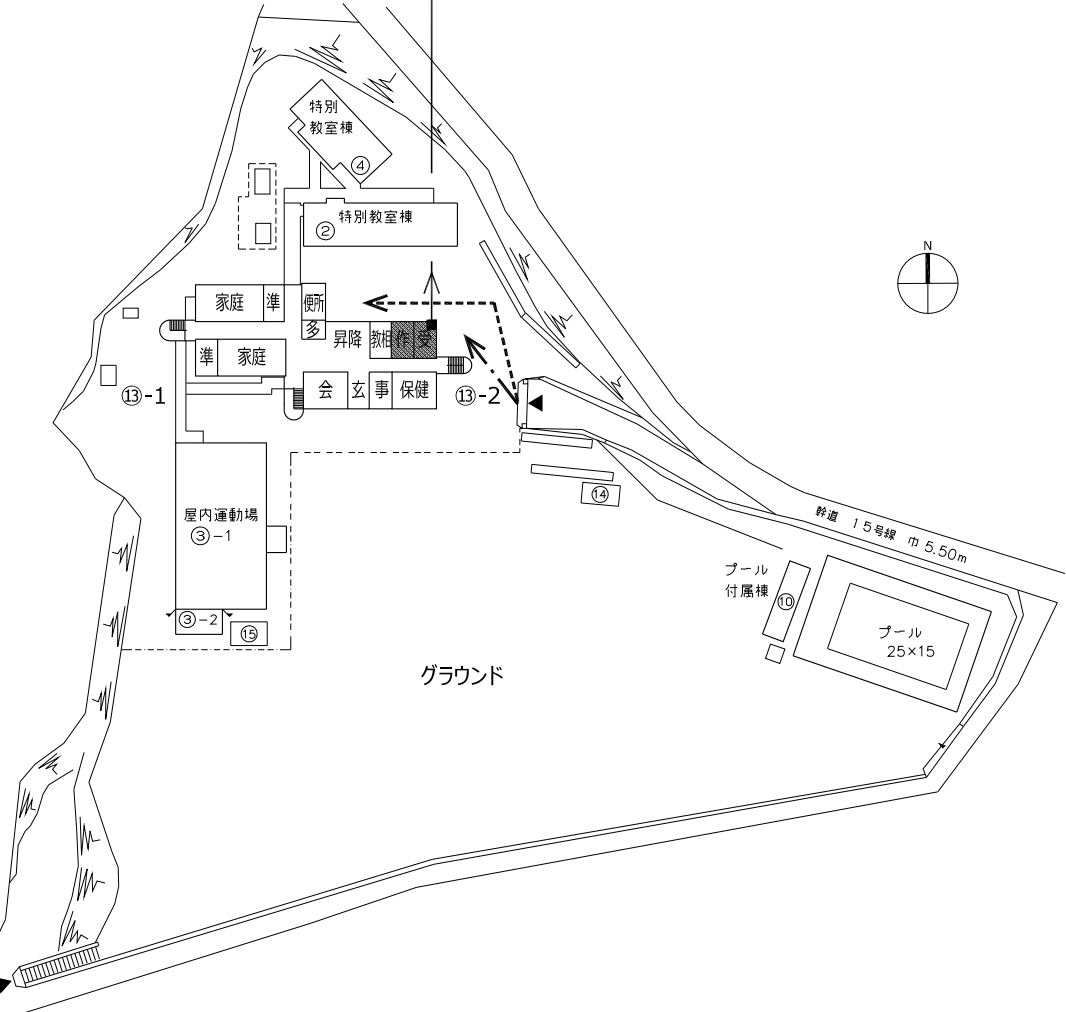 特別
教室棟
④
特別教室棟
②
N
家庭
準
便所
多
昇降
教相
作
受
準
家庭
会
玄
事
保健
⑬-1
⑬-2
⑭
屋内運動場
③-1
③-2
⑮
幹道 15号線 巾5.50m
プール
付属棟
⑩
プール
25×15
グラウンド